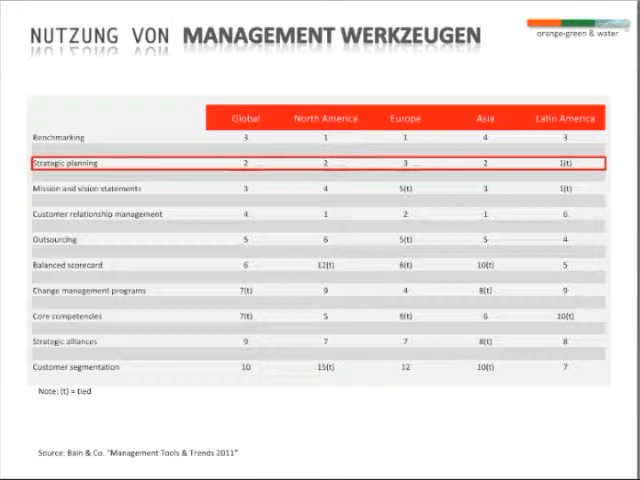 NUTZUNG VON MANAGEMENT WERKZEUGEN
orange-green & water
Global North America Europe Asia Latin America
Benchmarking 3 1 1 4 3
Strategic planning 2 2 3 2 1(t)
Mission and vision statements 3 4 5(t) 3 1(t)
Customer relationship management 4 1 2 1 6
Outsourcing 5 6 5(t) 5 4
Balanced scorecard 6 12(t) 8(t) 10(t) 5
Change management programs 7(t) 9 4 8(t) 9
Core competencies 7(t) 5 8(t) 6 10(t)
Strategic alliances 9 7 7 8(t) 8
Customer segmentation 10 15(t) 12 10(t) 7
Note: (t) = tied
Source: Bain & Co. "Management Tools & Trends 2011"